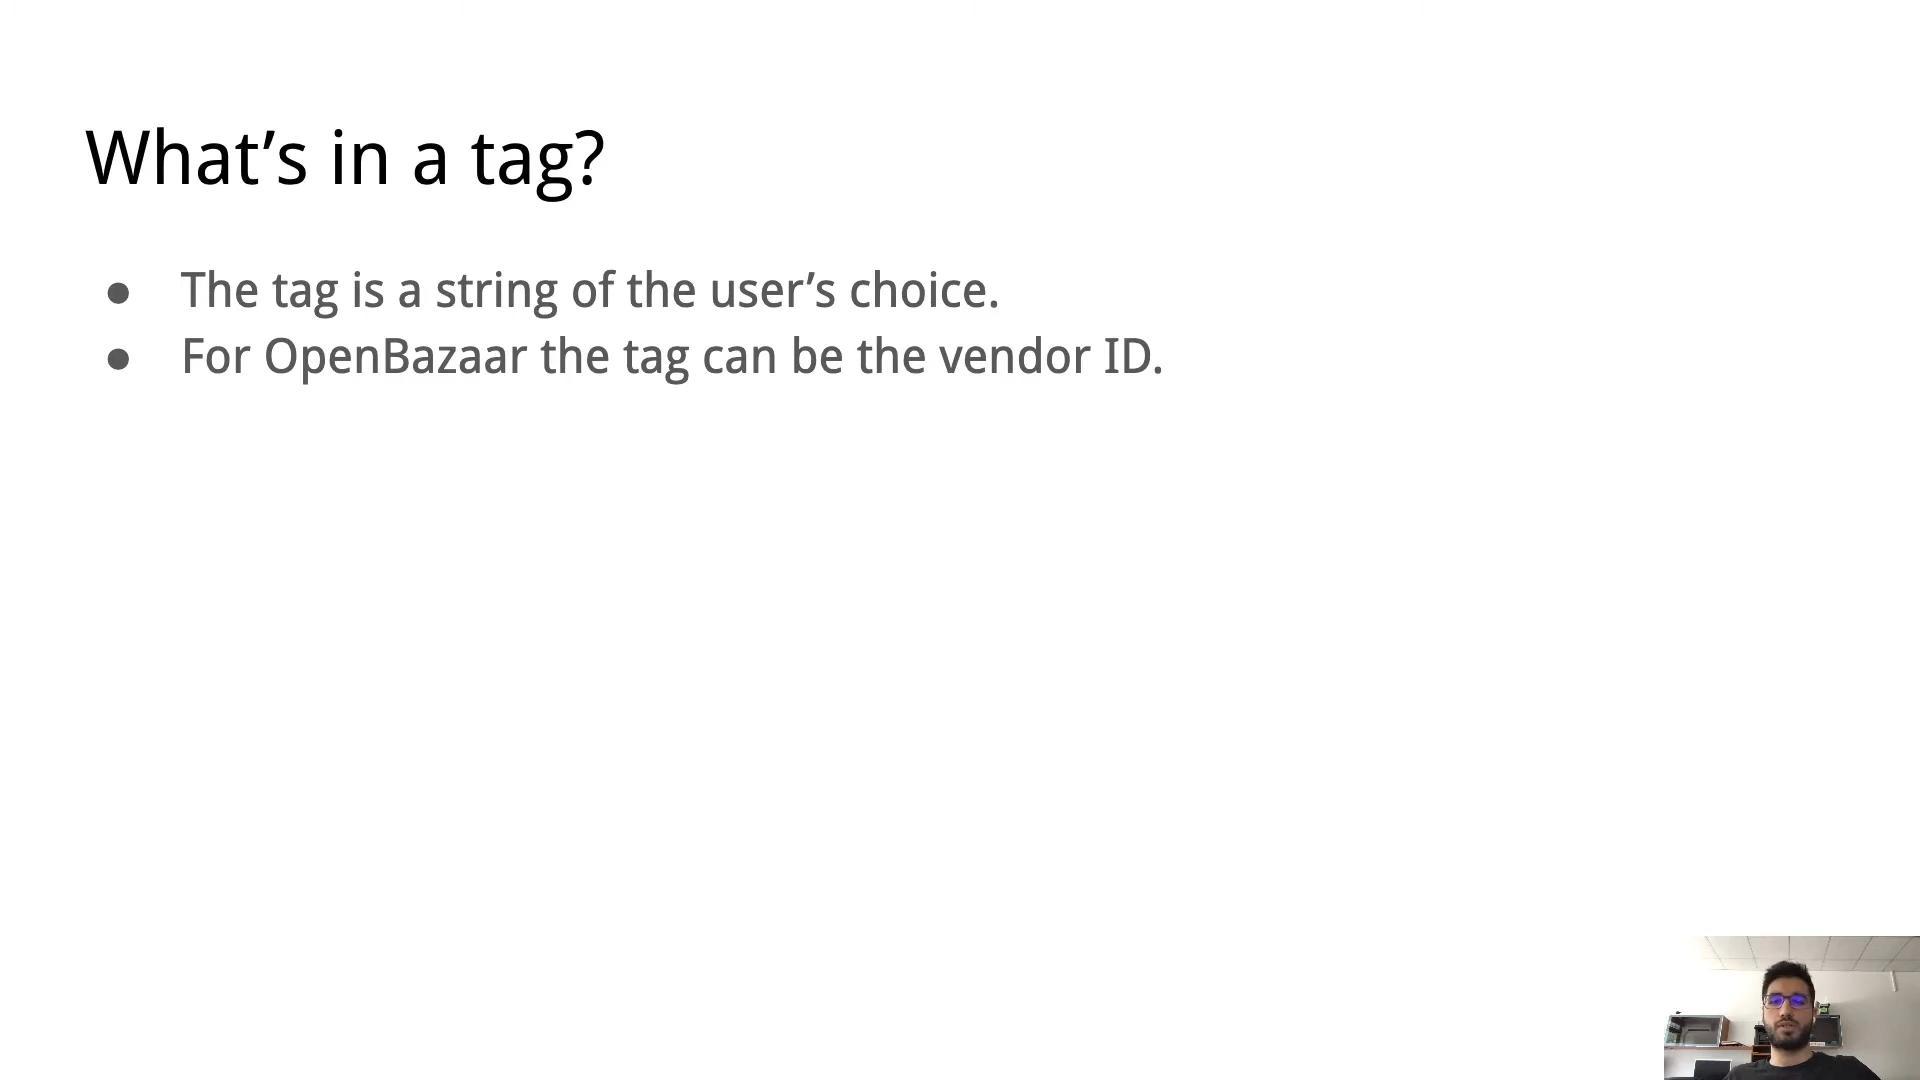 What’s in a tag?
● The tag is a string of the user’s choice.
● For OpenBazaar the tag can be the vendor ID.